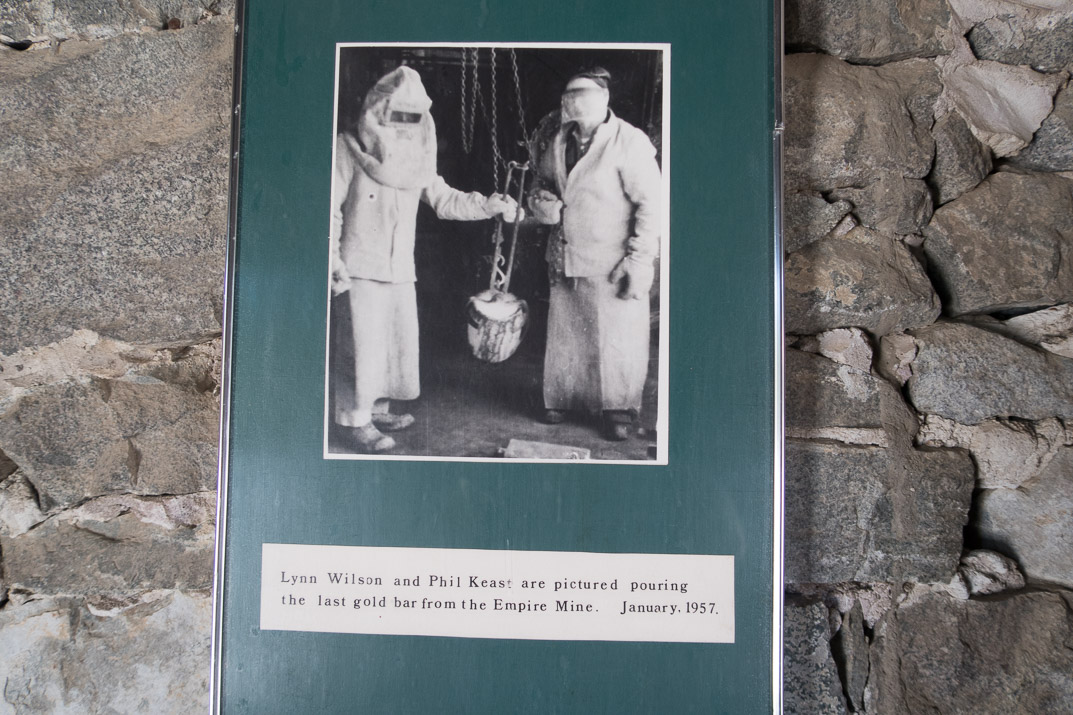 Lynn Wilson and Phil Keast are pictured pouring
the last gold bar from the Empire Mine. January, 1957.